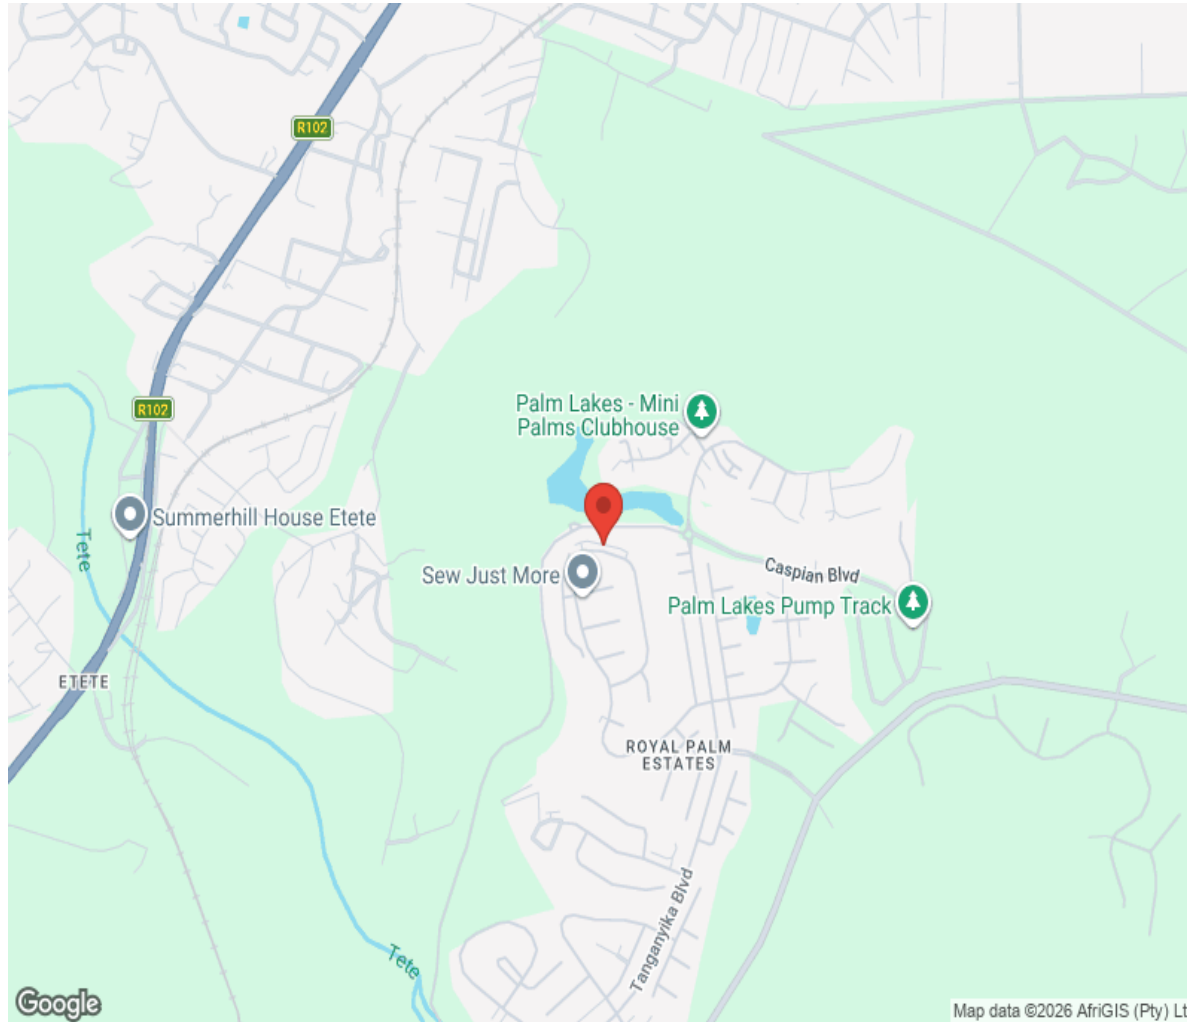 R102
Palm Lakes - Mini
Palms Clubhouse
R102
Summerhill House Etete
Tete
Caspian Blvd
Sew Just More
Palm Lakes Pump Track
ETETE
ROYAL PALM
ESTATES
Tanganyika Blvd
Tete
Google
Map data ©2026 AfriGIS (Pty) Lt